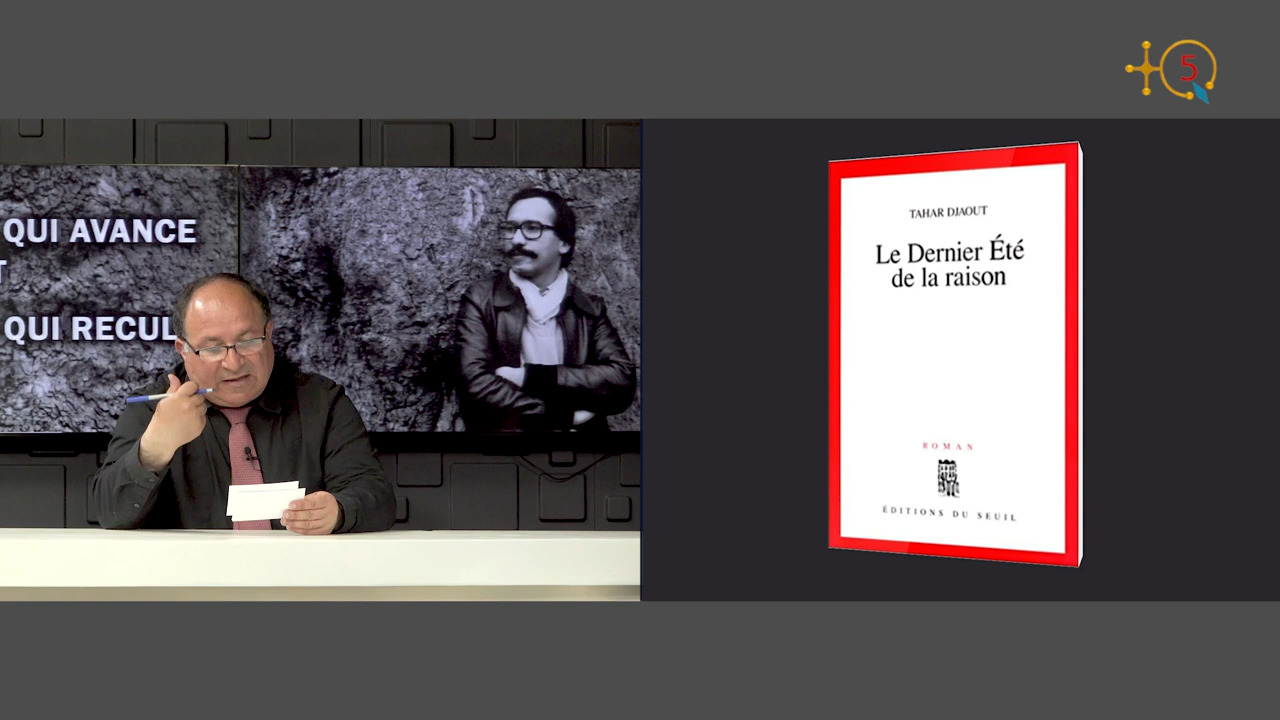 5
QUI AVANCE
T
QUI RECUL
TAHAR DJAOUT
Le Dernier Été
de la raison
ROMAN
ÉDITIONS DU SEUIL